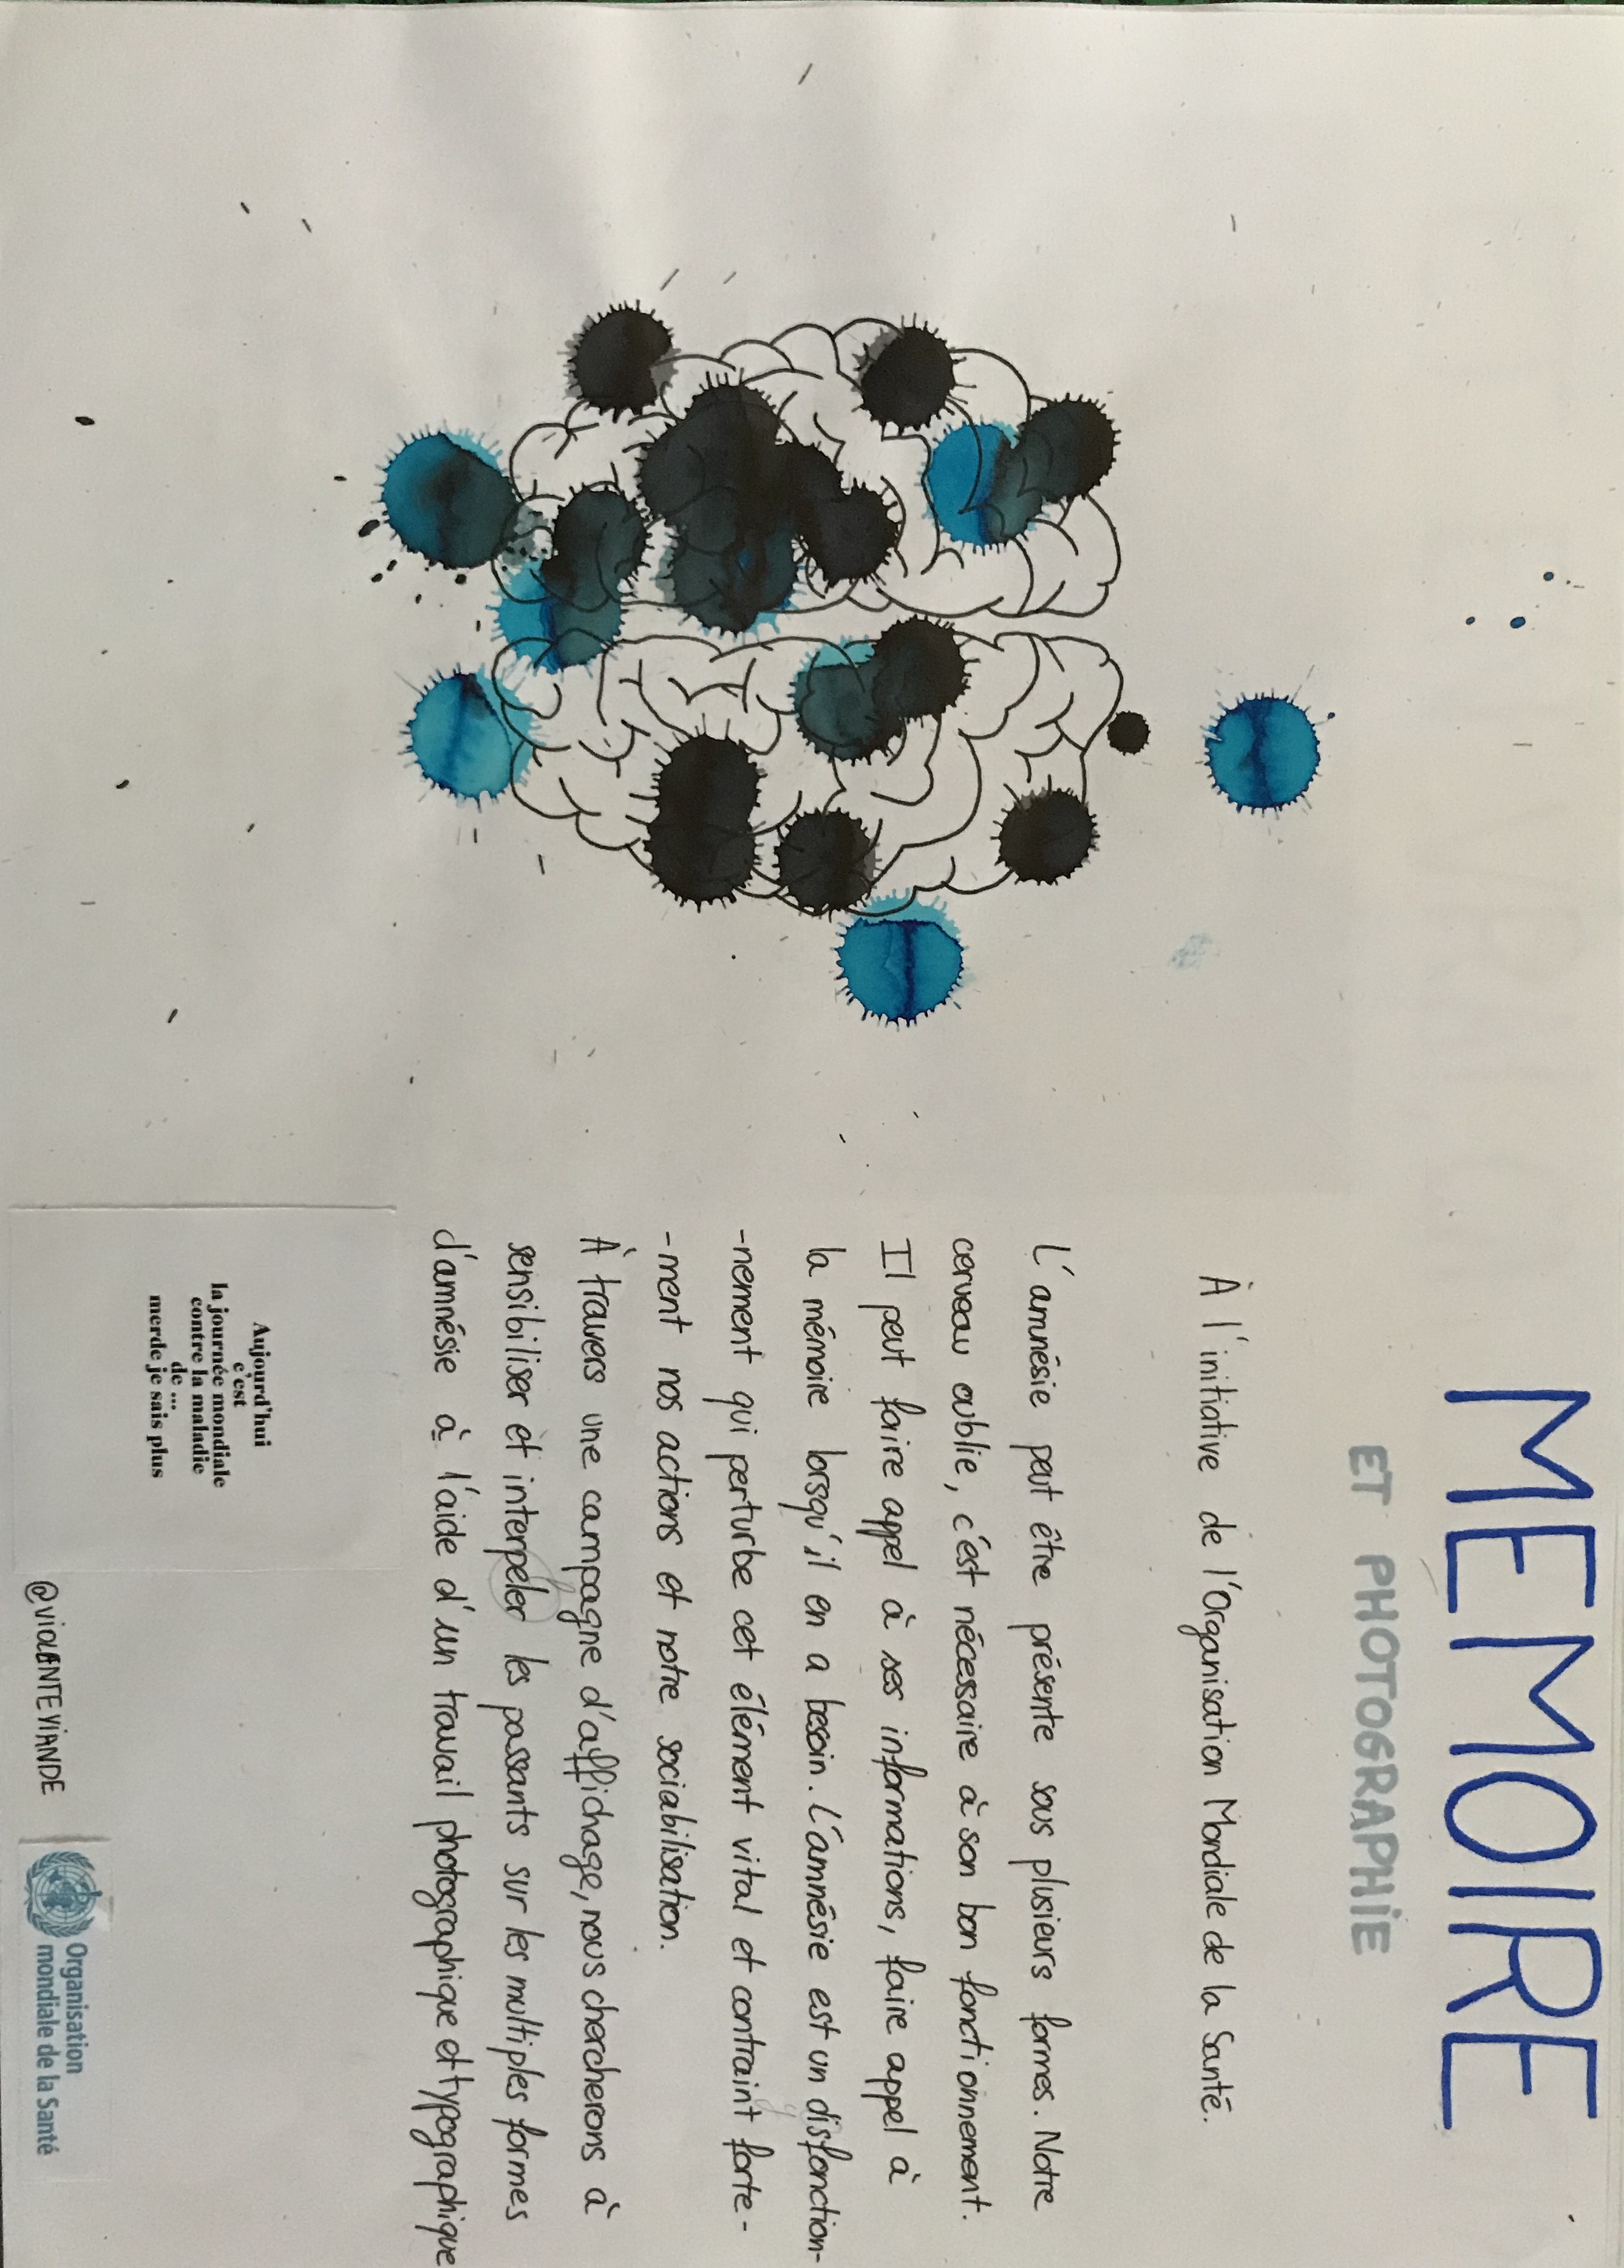 MEMOIRE
ET PHOTOGRAPHIE
À l'initiative de l'Organisation Mondiale de la Santé.
L'amnésie peut être présente sous plusieurs formes. Notre
cerveau oublie, c'est nécessaire à son bon fonctionnement.
Il peut faire appel à ses informations, faire appel à
la mémoire lorsqu'il en a besoin. L'amnésie est un disfonction-
-nement qui perturbe cet élément vital et contraint forte-
-ment nos actions et notre sociabilisation.
À travers une campagne d'affichage, nous chercherons à
sensibiliser et interpeler les passants sur les multiples formes
d'amnésie à l'aide d'un travail photographique et typographique
Aujourd'hui
c'est
la journée mondiale
contre la maladie
de ...
merde je sais plus
@VIOLENTEVIANDE
Organisation
mondiale de la Santé